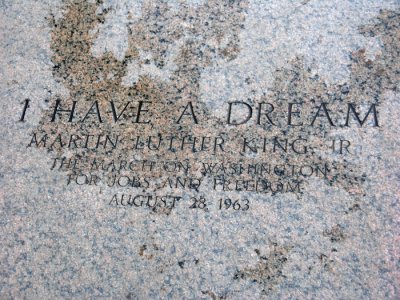 I HAVE A DREAM
MARTIN LUTHER KING, JR
THE MARCH ON WASHINGTON
FOR JOBS AND FREEDOM
AUGUST 28, 1963